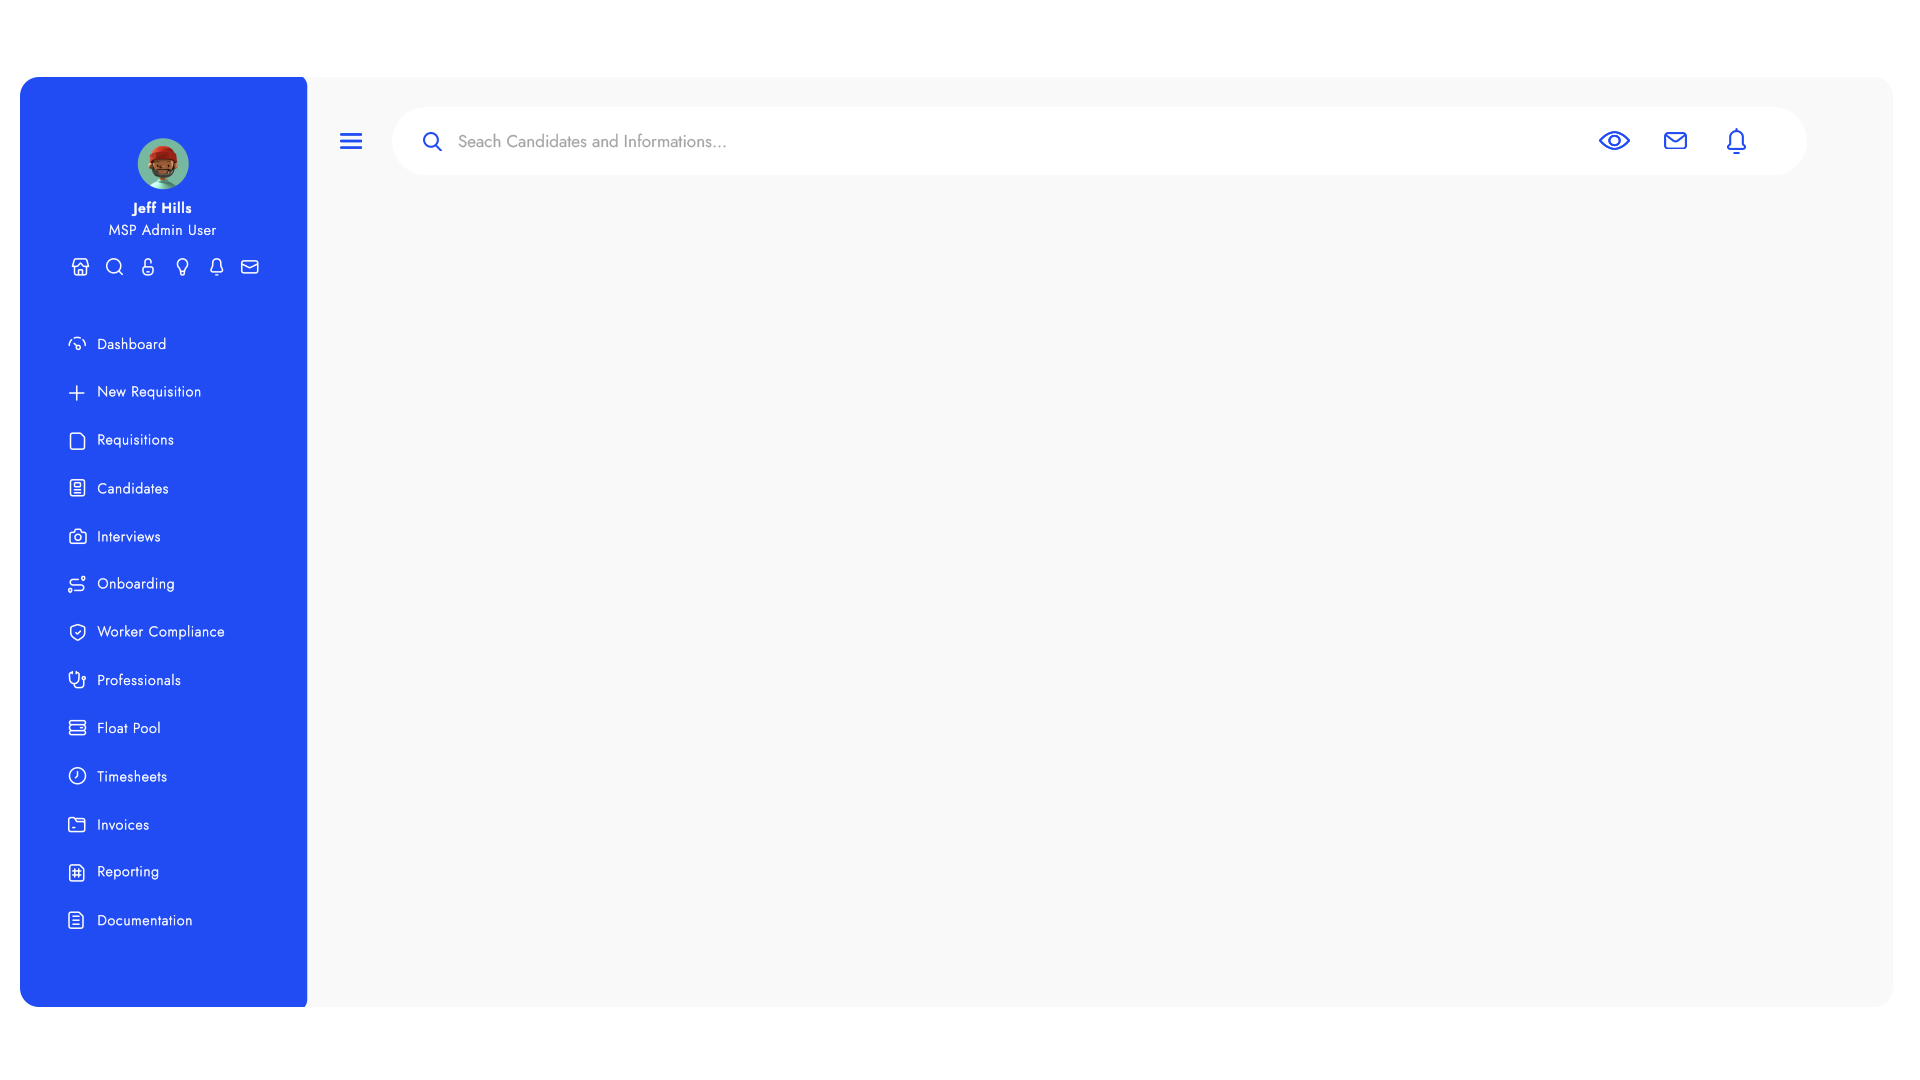 Seach Candidates and Informations...
Jeff Hills
MSP Admin User
Dashboard
New Requisition
Requisitions
Candidates
Interviews
Onboarding
Worker Compliance
Professionals
Float Pool
Timesheets
Invoices
Reporting
Documentation